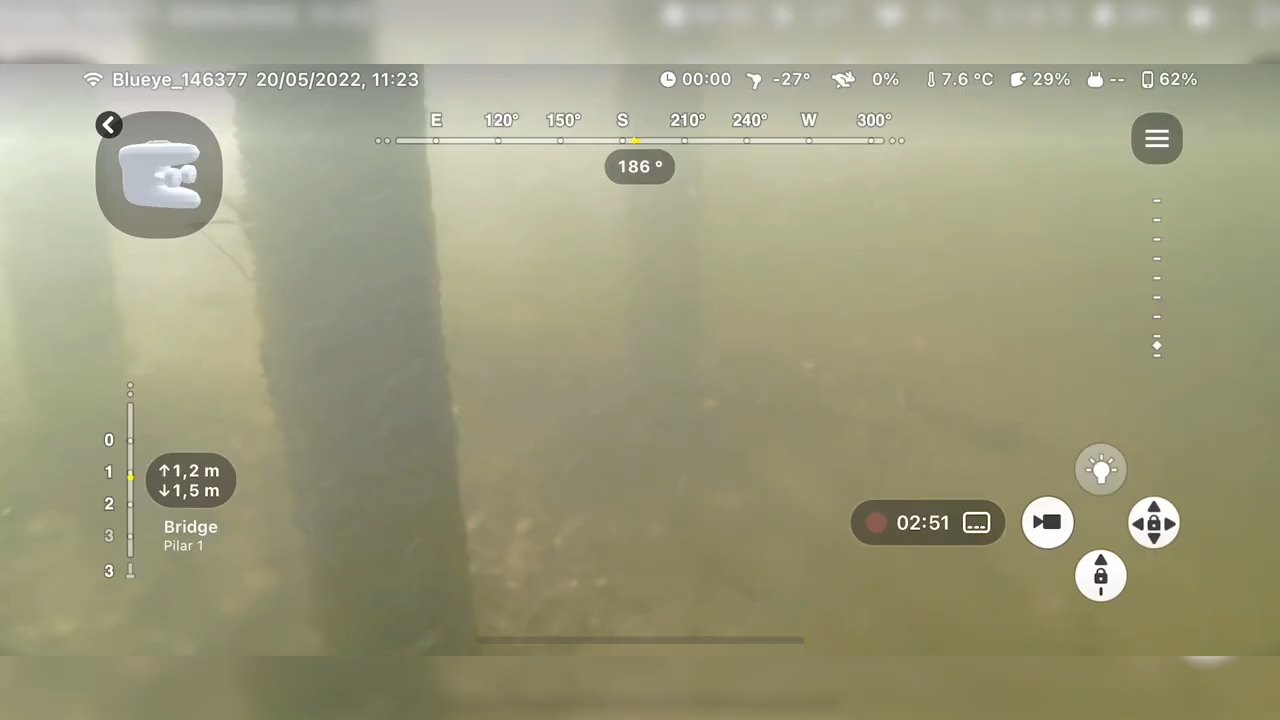 Blueye_146377 20/05/2022, 11:23 00:00 -27° 0% 7.6 °C 29% -- 62%
E 120° 150° S 210° 240° W 300°
186 °
0
1
2
3
3
↑1,2 m
↓1,5 m
Bridge
Pilar 1
02:51